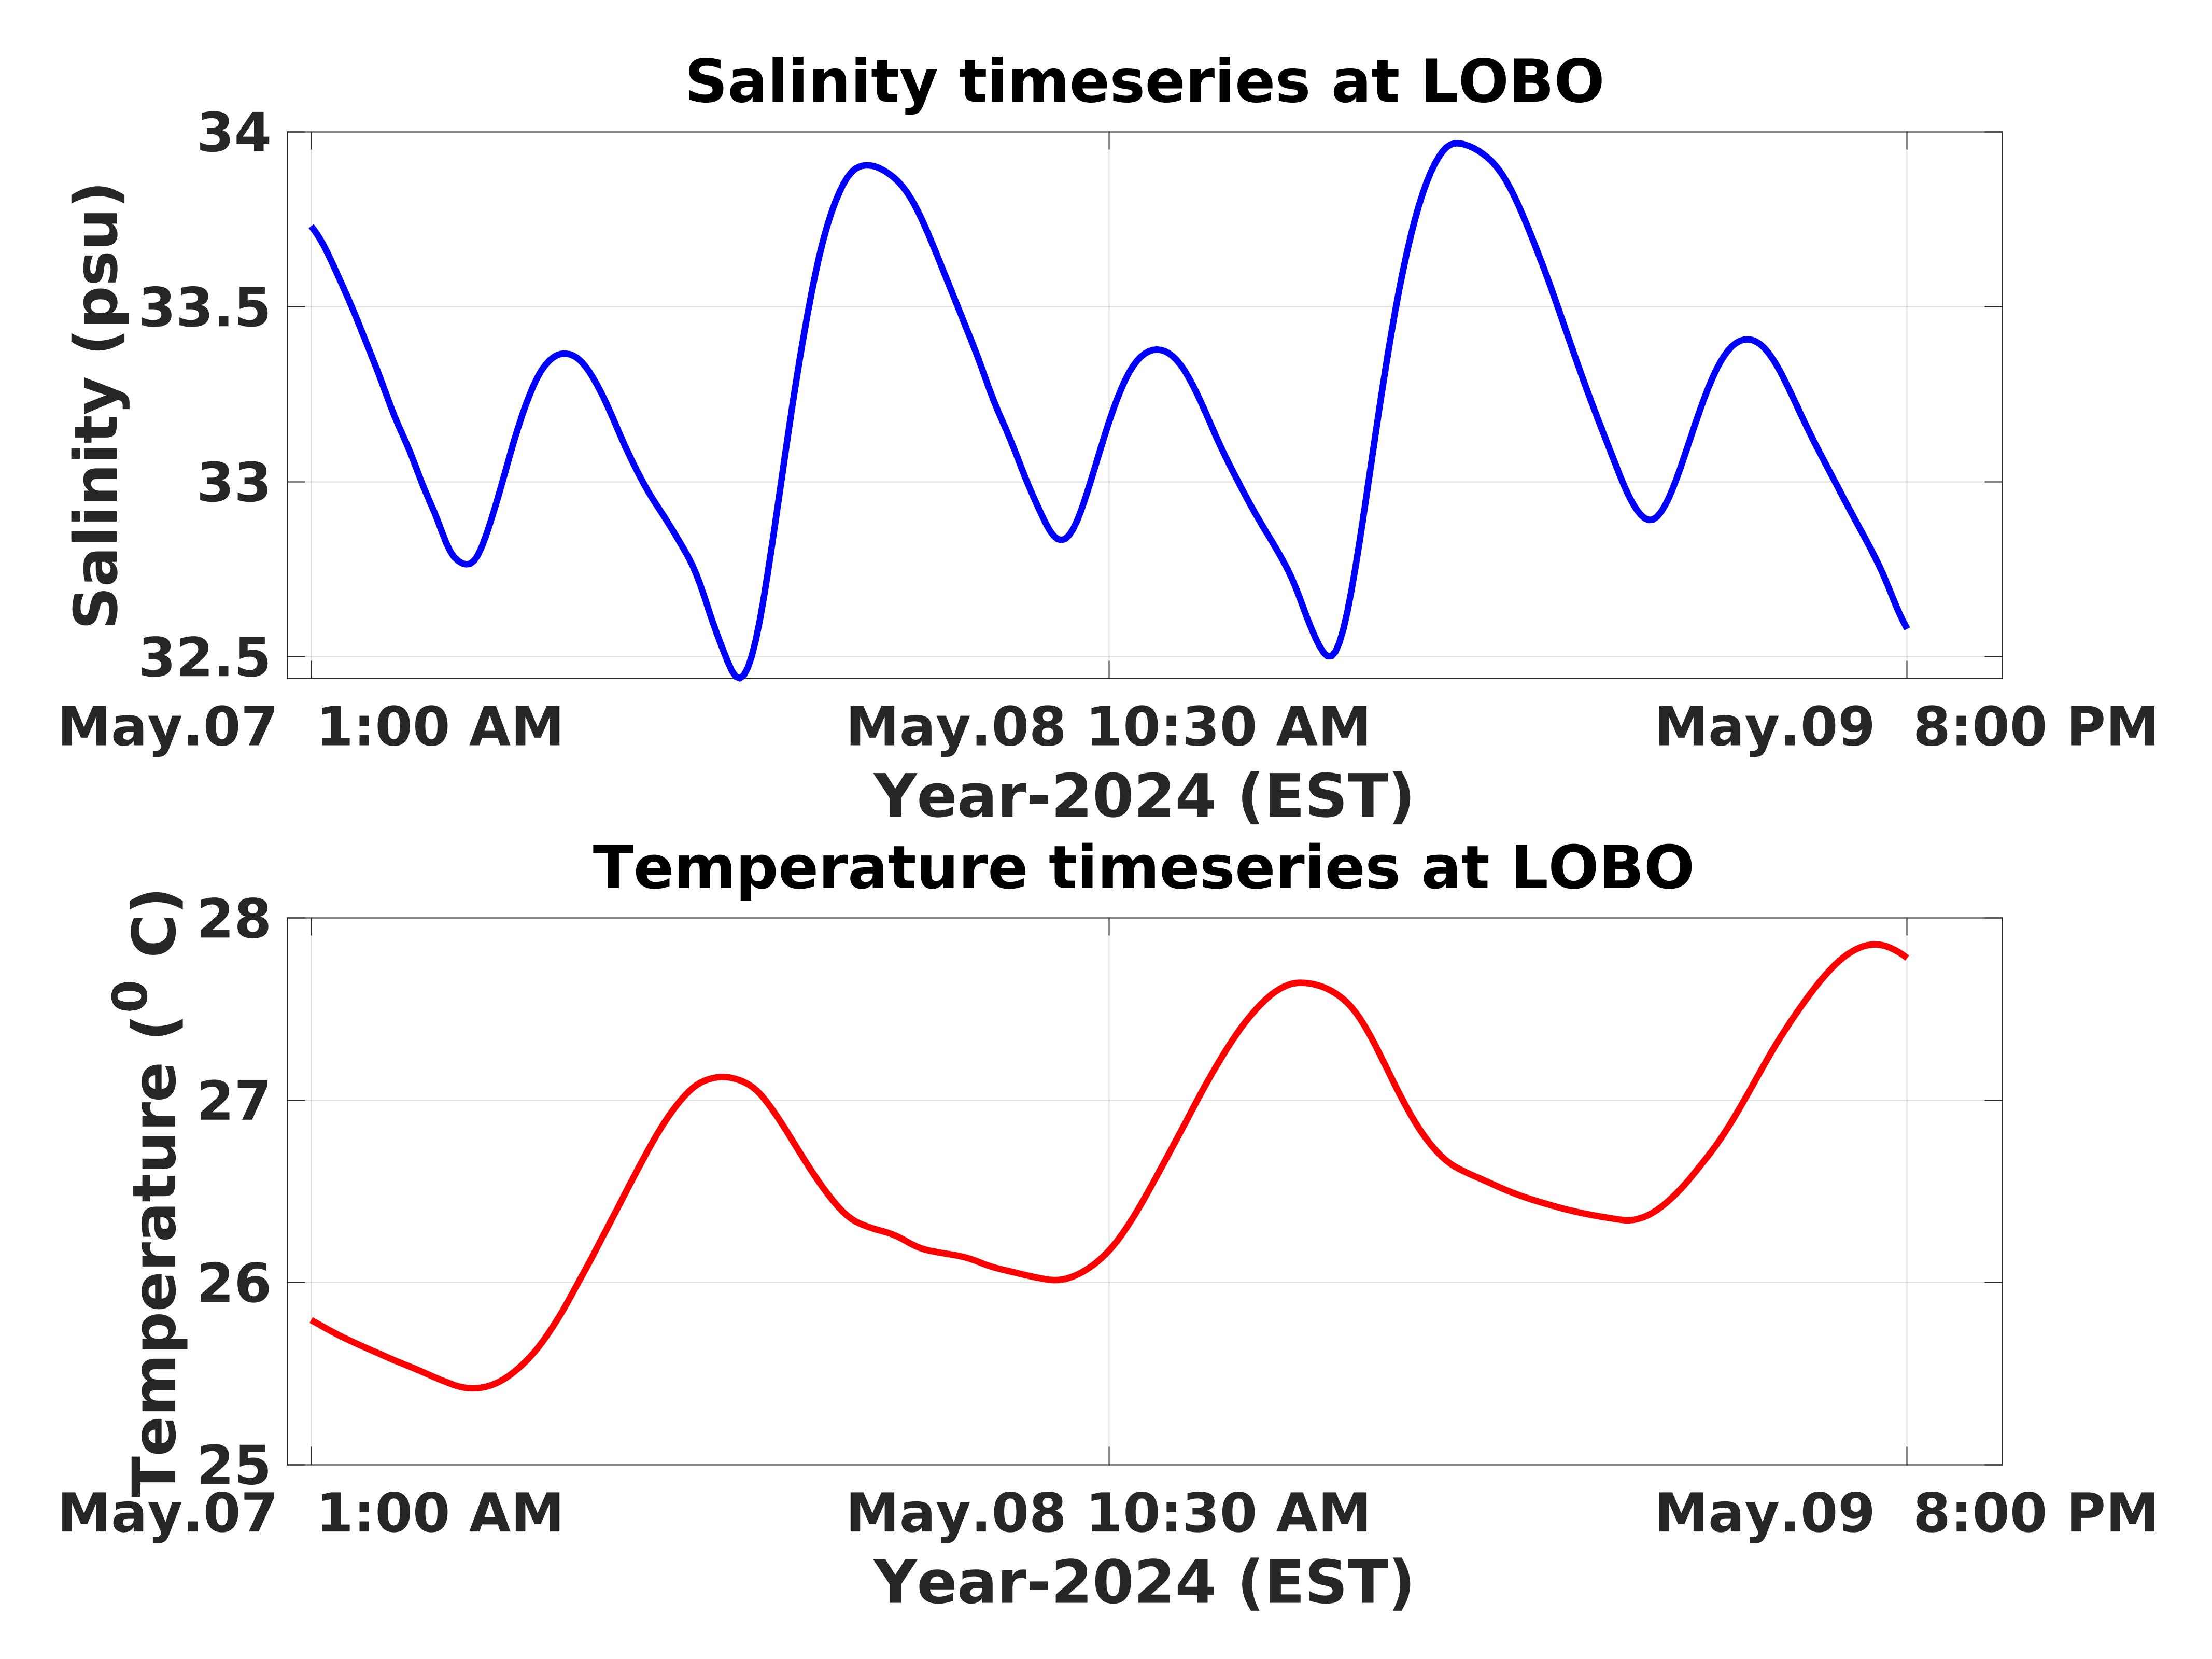 Salinity timeseries at LOBO
Salinity (psu)
34
33.5
33
32.5
May.07 1:00 AM
May.08 10:30 AM
May.09 8:00 PM
Year-2024 (EST)
Temperature timeseries at LOBO
Temperature (⁰ C)
28
27
26
25
May.07 1:00 AM
May.08 10:30 AM
May.09 8:00 PM
Year-2024 (EST)